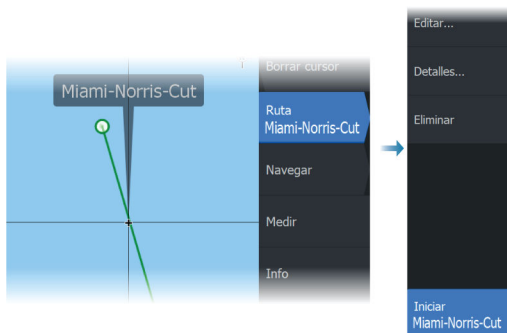 Miami-Norris-Cut
Borrar cursor
Ruta
Miami-Norris-Cut
Navegar
Medir
Info
Editar...
Detalles...
Eliminar
Iniciar
Miami-Norris-Cut